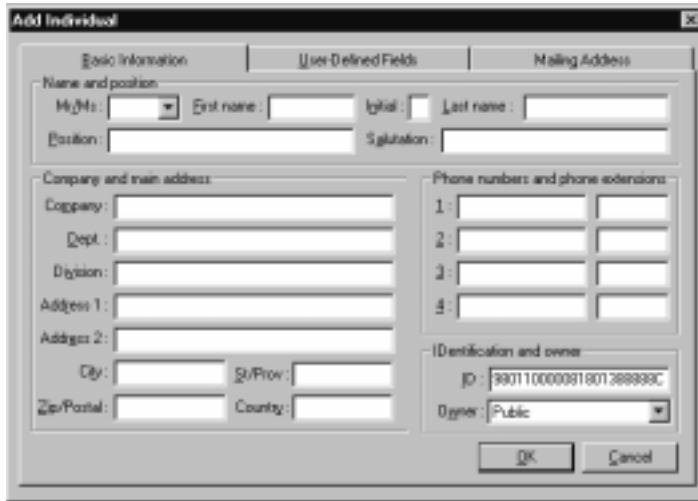 Add Individual
Basic Information User-Defined Fields Mailing Address
Name and position
Mr/Ms: First name: Initial: Last name:
Position: Salutation:
Company and main address
Company:
Dept.:
Division:
Address 1:
Address 2:
City: St/Prov:
Zip/Postal: Country:
Phone numbers and phone extensions
1:
2:
3:
4:
IDentification and owner
ID:
Owner: Public
OK Cancel